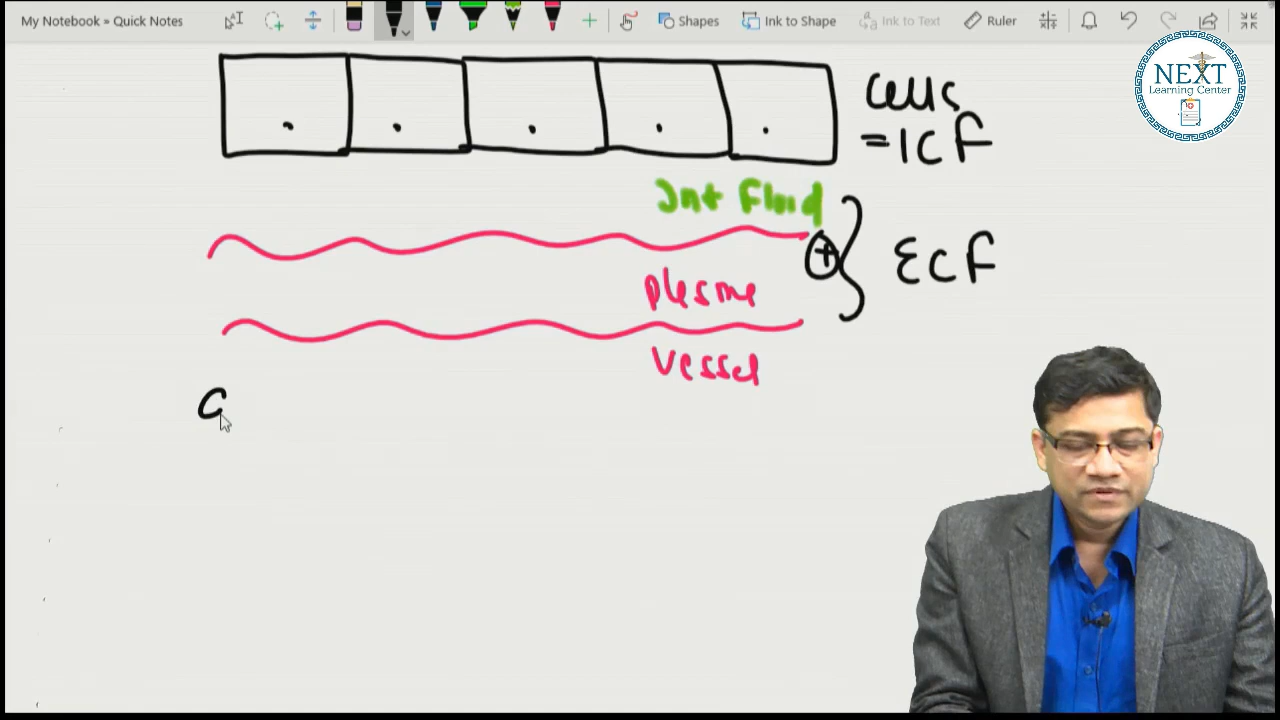 My Notebook » Quick Notes
Shapes
Ink to Shape
Ink to Text
Ruler
NEXT
Learning Center
Cells
=ICF
Int Fluid
+
ECF
Plasma
Vessel
C